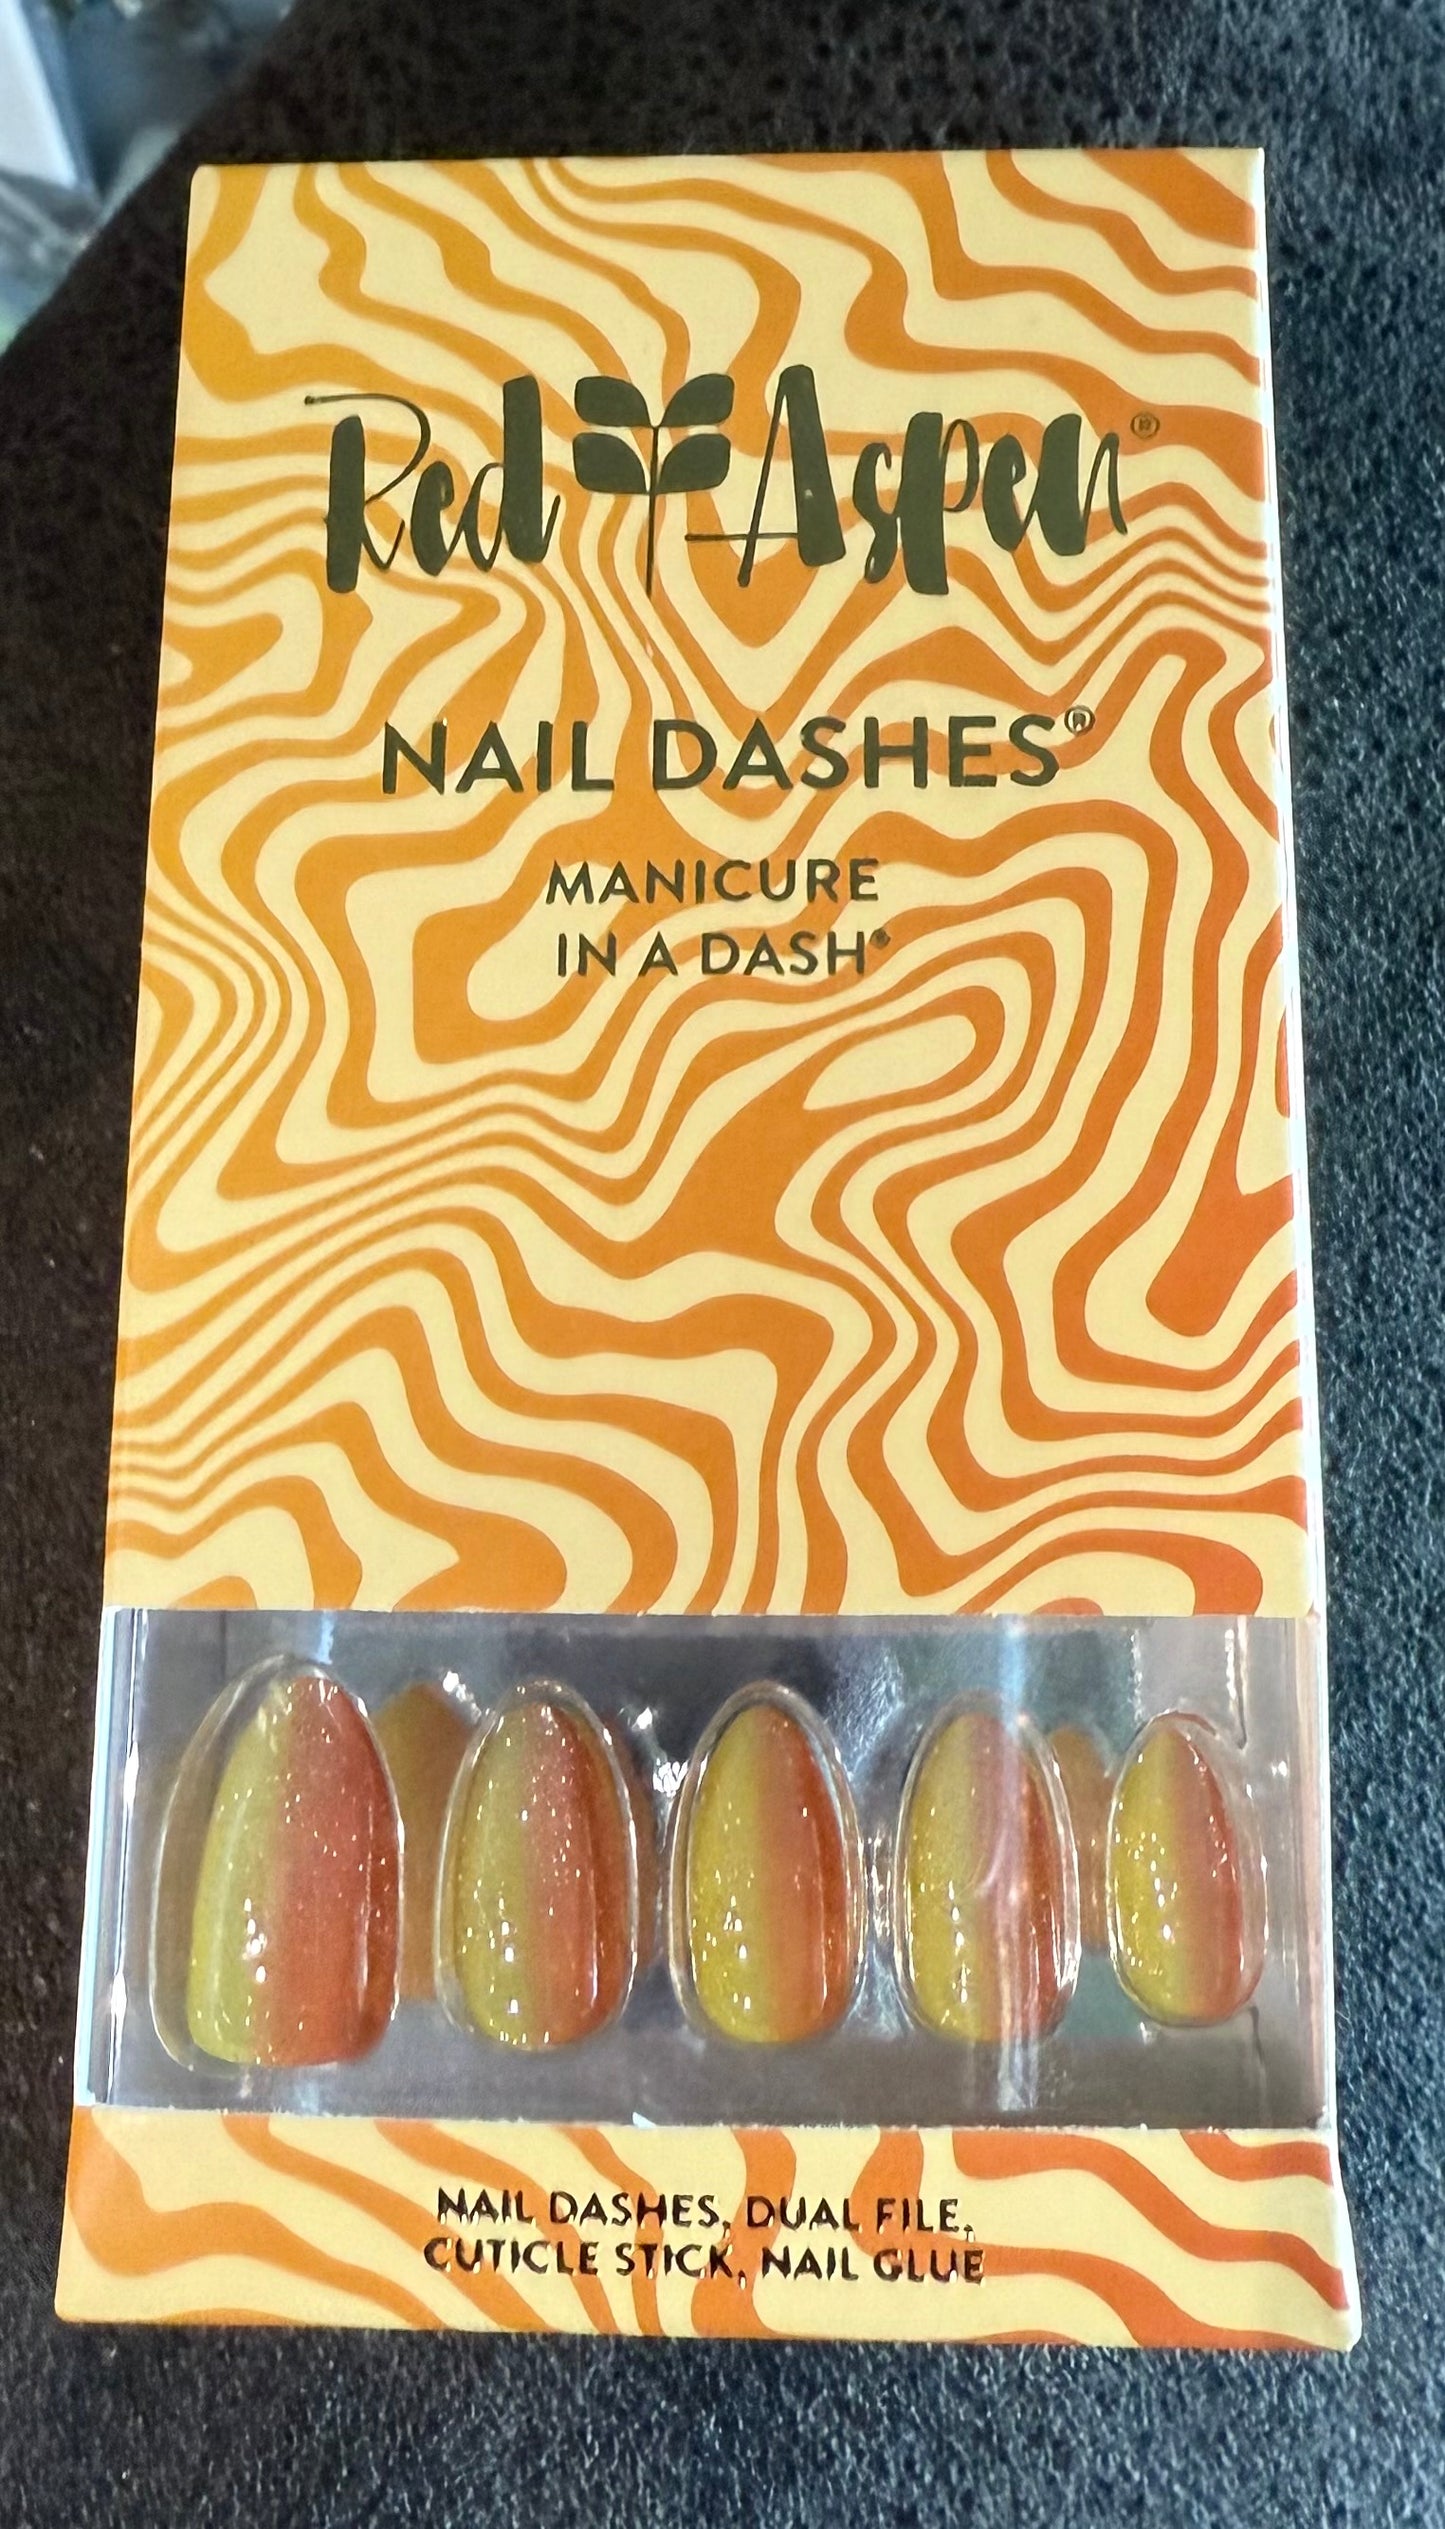 Red Aspen®
NAIL DASHES®
MANICURE
IN A DASH®
NAIL DASHES, DUAL FILE,
CUTICLE STICK, NAIL GLUE